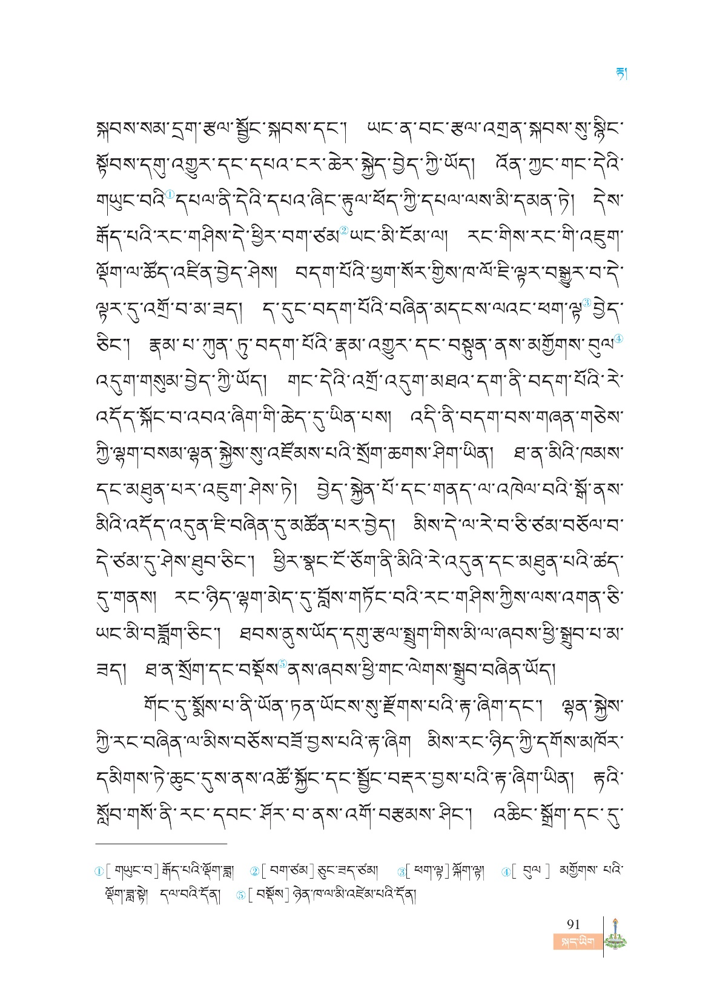 རྟ།
སྐབས་སམ་དྲག་རྩལ་སྦྱོང་སྐབས་དང་། ཡང་ན་བང་རྩལ་འགྲན་སྐབས་སུ་སྙིང་
སྟོབས་དགུ་འགྱུར་དང་དཔའ་ངར་ཆེར་སྐྱེད་བྱེད་ཀྱི་ཡོད། འོན་ཀྱང་གང་དེའི་
གཡུང་བའི①དཔལ་ནི་དེའི་དཔའ་ཞིང་རྟུལ་ཕོད་ཀྱི་དཔལ་ལས་མི་དམན་ཏེ། དེས་
རྒོད་པའི་རང་གཤིས་དེ་ཕྱིར་བག་ཙམ②ཡང་མི་ངོམ་ལ། རང་གིས་རང་གི་འཇུག་
ལྡོག་ལ་ཚོད་འཛིན་བྱེད་ཤེས། བདག་པོའི་ཕྱག་སོར་གྱིས་ཁ་ལོ་ཇི་ལྟར་བསྒྱུར་བ་དེ་
ལྟར་དུ་འགྲོ་བ་མ་ཟད། ད་དུང་བདག་པོའི་བཞིན་མདངས་ལའང་ཕག་ལྟ③བྱེད་
ཅིང་། རྣམ་པ་ཀུན་ཏུ་བདག་པོའི་རྣམ་འགྱུར་དང་བསྟུན་ནས་མགྱོགས་བུལ④
འདུག་གསུམ་བྱེད་ཀྱི་ཡོད། གང་དེའི་འགྲོ་འདུག་མཐའ་དག་ནི་བདག་པོའི་རེ་
འདོད་སྐོང་བ་འབའ་ཞིག་གི་ཆེད་དུ་ཡིན་པས། འདི་ནི་བདག་བས་གཞན་གཅེས་
ཀྱི་ལྷག་བསམ་ལྷན་སྐྱེས་སུ་འཛོམས་པའི་སྲོག་ཆགས་ཤིག་ཡིན། ཐ་ན་མིའི་ཁམས་
དང་མཐུན་པར་འཇུག་ཤེས་ཏེ། བྱེད་སྐྱེན་པོ་དང་གནད་ལ་འཁེལ་བའི་སྒོ་ནས་
མིའི་འདོད་འདུན་ཇི་བཞིན་དུ་མཚོན་པར་བྱེད། མིས་དེ་ལ་རེ་བ་ཅི་ཙམ་བཅོལ་བ་
དེ་ཙམ་དུ་ཤེས་ཐུབ་ཅིང་། ཕྱིར་སྣང་ངོ་ཅོག་ནི་མིའི་རེ་འདུན་དང་མཐུན་པའི་ཚད་
དུ་གནས། རང་ཉིད་ལྷག་མེད་དུ་བློས་གཏོང་བའི་རང་གཤིས་ཀྱིས་ལས་འགན་ཅི་
ཡང་མི་བཟློག་ཅིང་། ཐབས་ནུས་ཡོད་དགུ་རྩལ་སྤྲུག་གིས་མི་ལ་ཞབས་ཕྱི་སྒྲུབ་པ་མ་
ཟད། ཐ་ན་སྲོག་དང་བསྡོས⑤ནས་ཞབས་ཕྱི་གང་ལེགས་སྒྲུབ་བཞིན་ཡོད།
གོང་དུ་སྨོས་པ་ནི་ཡོན་ཏན་ཡོངས་སུ་རྫོགས་པའི་རྟ་ཞིག་དང་། ལྷན་སྐྱེས་
ཀྱི་རང་བཞིན་ལ་མིས་བཅོས་བཟོ་བྱས་པའི་རྟ་ཞིག མིས་རང་ཉིད་ཀྱི་དགོས་མཁོར་
དམིགས་ཏེ་ཆུང་དུས་ནས་འཚོ་སྐྱོང་དང་སྦྱོང་བརྡར་བྱས་པའི་རྟ་ཞིག་ཡིན། རྟའི་
སློབ་གསོ་ནི་རང་དབང་ཤོར་བ་ནས་འགོ་བརྩམས་ཤིང་། འཆིང་སྒྲོག་དང་དུ་
①[ གཡུང་བ]རྒོད་པའི་ལྡོག་ཟླ། ②[ བག་ཙམ]ཅུང་ཟད་ཙམ། ③[ཕག་ལྟ]ལྐོག་ལྟ། ④[ བུལ ] མགྱོགས་པའི་
ལྡོག་ཟླ་སྟེ། དལ་བའི་དོན། ⑤[ བསྡོས]ཉེན་ཁ་ལ་མི་འཛེམ་པའི་དོན།
91
སྐད་ཡིག